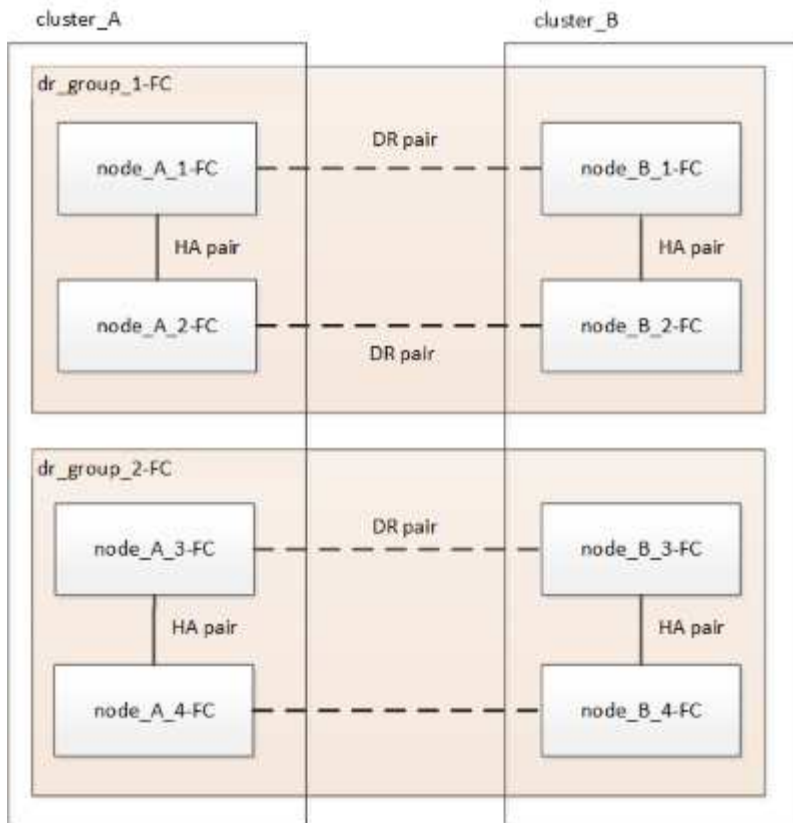 cluster_A
cluster_B
dr_group_1-FC
DR pair
node_A_1-FC
node_B_1-FC
HA pair
HA pair
node_A_2-FC
node_B_2-FC
DR pair
dr_group_2-FC
DR pair
node_A_3-FC
node_B_3-FC
HA pair
HA pair
node_A_4-FC
node_B_4-FC